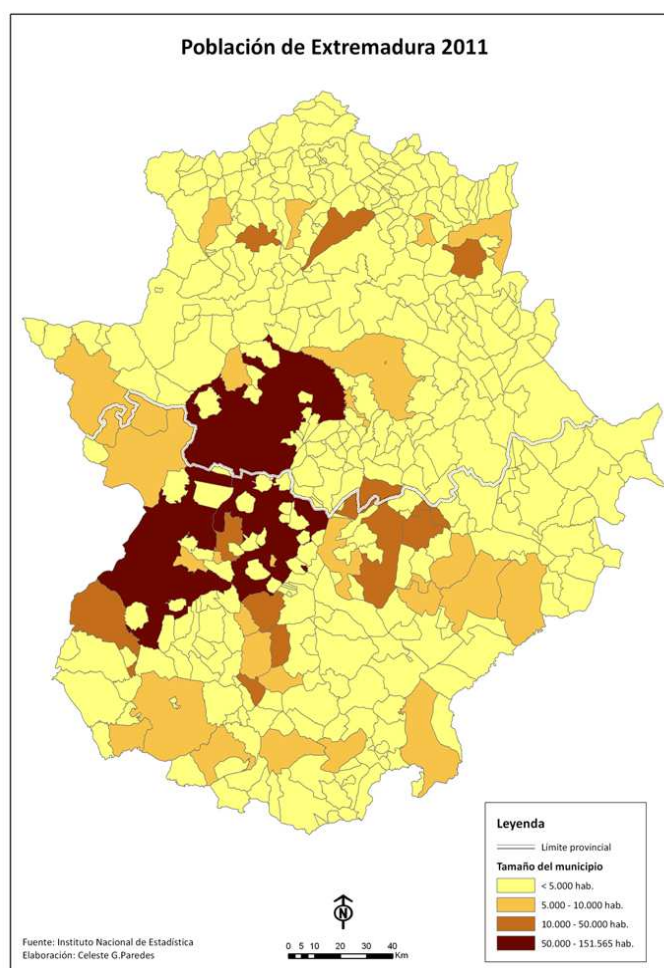 Población de Extremadura 2011
Leyenda
Límite provincial
Tamaño del municipio
< 5.000 hab.
5.000 - 10.000 hab.
10.000 - 50.000 hab.
50.000 - 151.565 hab.
N
Fuente: Instituto Nacional de Estadística
Elaboración: Celeste G.Paredes
0 5 10 20 30 40
Km